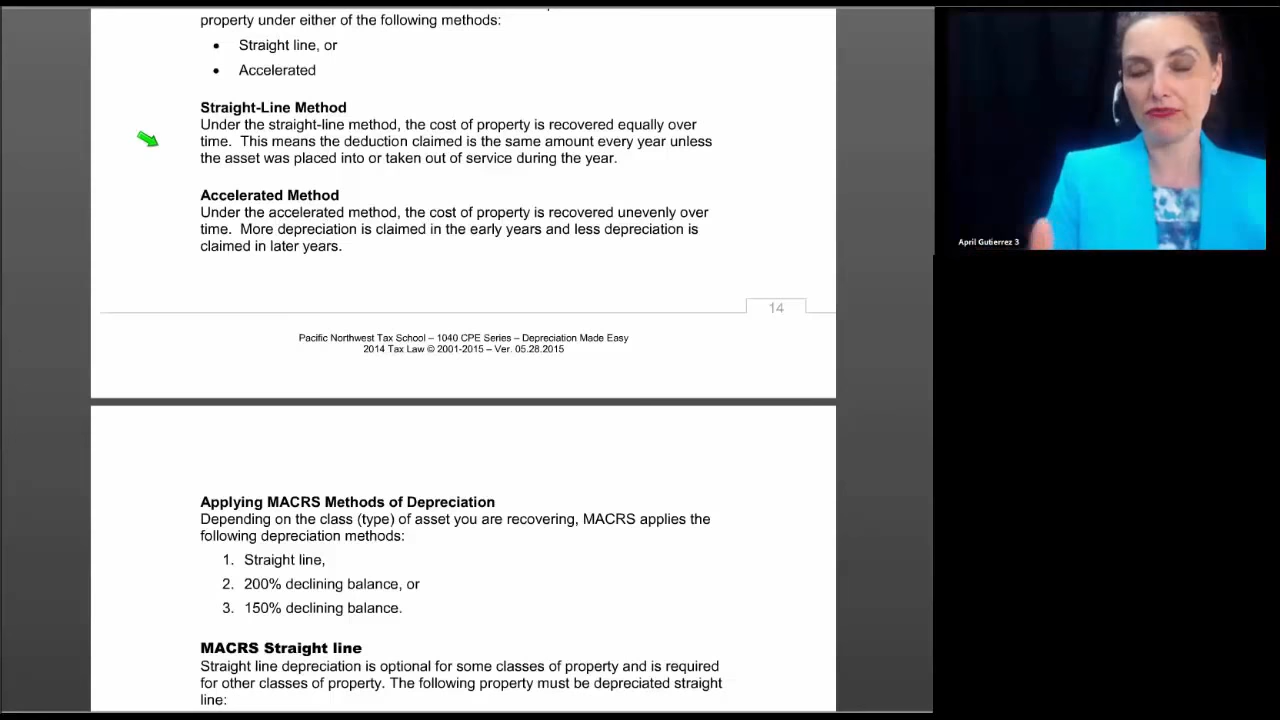 property under either of the following methods:
• Straight line, or
• Accelerated
Straight-Line Method
Under the straight-line method, the cost of property is recovered equally over
time. This means the deduction claimed is the same amount every year unless
the asset was placed into or taken out of service during the year.
Accelerated Method
Under the accelerated method, the cost of property is recovered unevenly over
time. More depreciation is claimed in the early years and less depreciation is
claimed in later years.
14
Pacific Northwest Tax School – 1040 CPE Series – Depreciation Made Easy
2014 Tax Law © 2001-2015 – Ver. 05.28.2015
Applying MACRS Methods of Depreciation
Depending on the class (type) of asset you are recovering, MACRS applies the
following depreciation methods:
1. Straight line,
2. 200% declining balance, or
3. 150% declining balance.
MACRS Straight line
Straight line depreciation is optional for some classes of property and is required
for other classes of property. The following property must be depreciated straight
line:
April Gutierrez 3